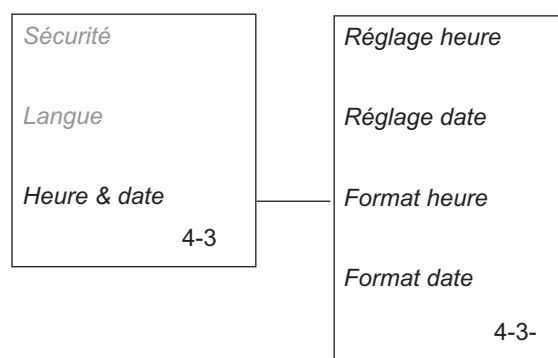 Sécurité
Langue
Heure & date
4-3
Réglage heure
Réglage date
Format heure
Format date
4-3-